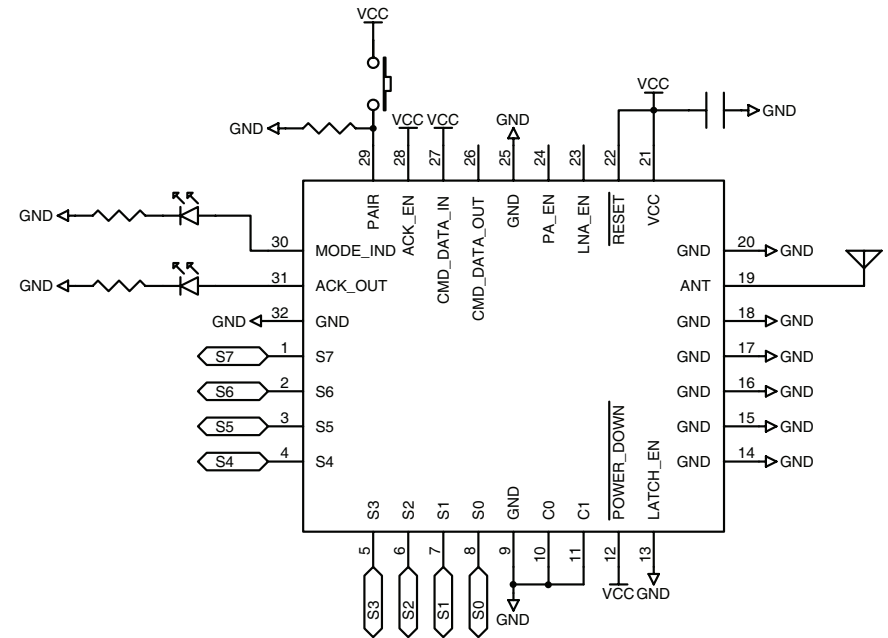 VCC
GND
VCC
VCC
GND
VCC
GND
29
28
27
26
25
24
23
22
21
PAIR
ACK_EN
CMD_DATA_IN
CMD_DATA_OUT
GND
PA_EN
LNA_EN
RESET
VCC
GND
30
MODE_IND
GND
20
GND
GND
31
ACK_OUT
ANT
19
GND
32
GND
GND
18
GND
S7
1
S7
GND
17
GND
S6
2
S6
GND
16
GND
S5
3
S5
GND
15
GND
S4
4
S4
GND
14
GND
S3
S2
S1
S0
GND
C0
C1
POWER_DOWN
LATCH_EN
5
6
7
8
9
10
11
12
13
S3
S2
S1
S0
GND
VCC
GND